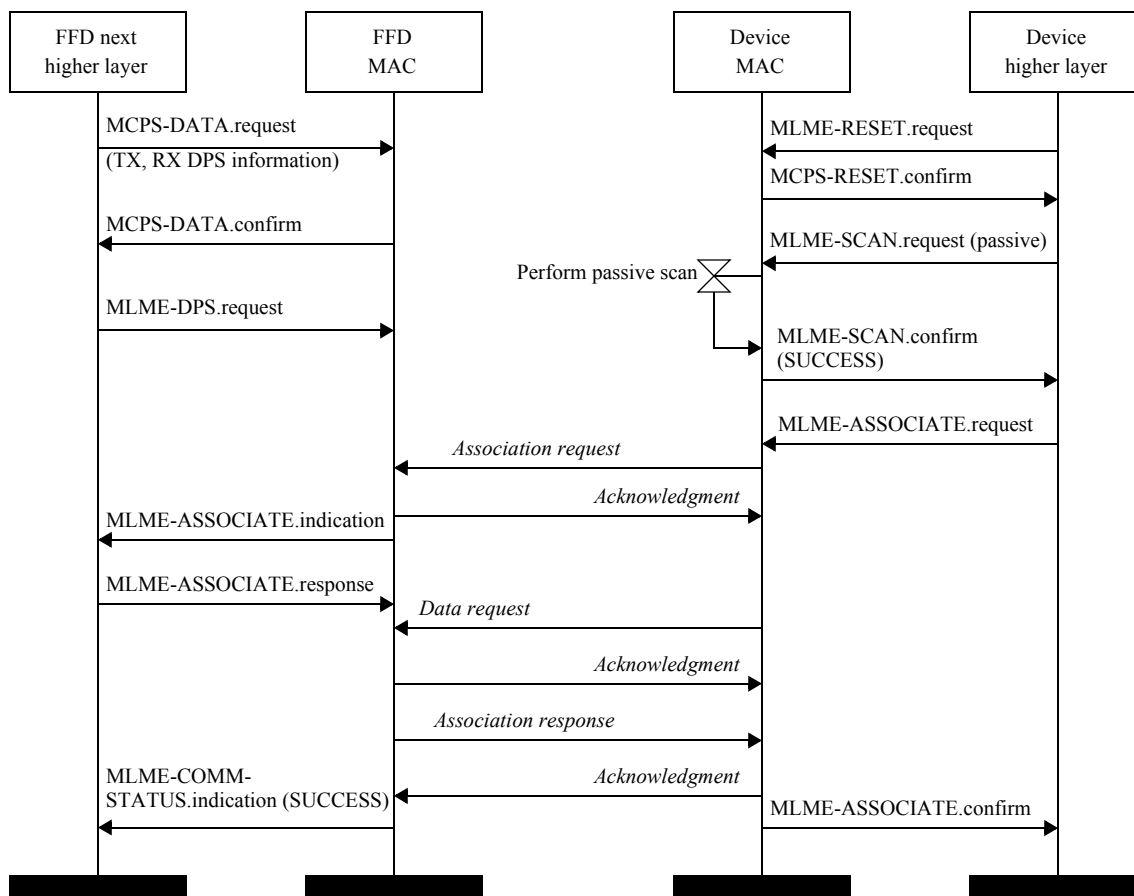 FFD next
higher layer
FFD
MAC
Device
MAC
Device
higher layer
MCPS-DATA.request
(TX, RX DPS information)
MLME-RESET.request
MCPS-RESET.confirm
MCPS-DATA.confirm
MLME-SCAN.request (passive)
Perform passive scan
MLME-DPS.request
MLME-SCAN.confirm
(SUCCESS)
MLME-ASSOCIATE.request
Association request
Acknowledgment
MLME-ASSOCIATE.indication
MLME-ASSOCIATE.response
Data request
Acknowledgment
Association response
Acknowledgment
MLME-COMM-
STATUS.indication (SUCCESS)
MLME-ASSOCIATE.confirm